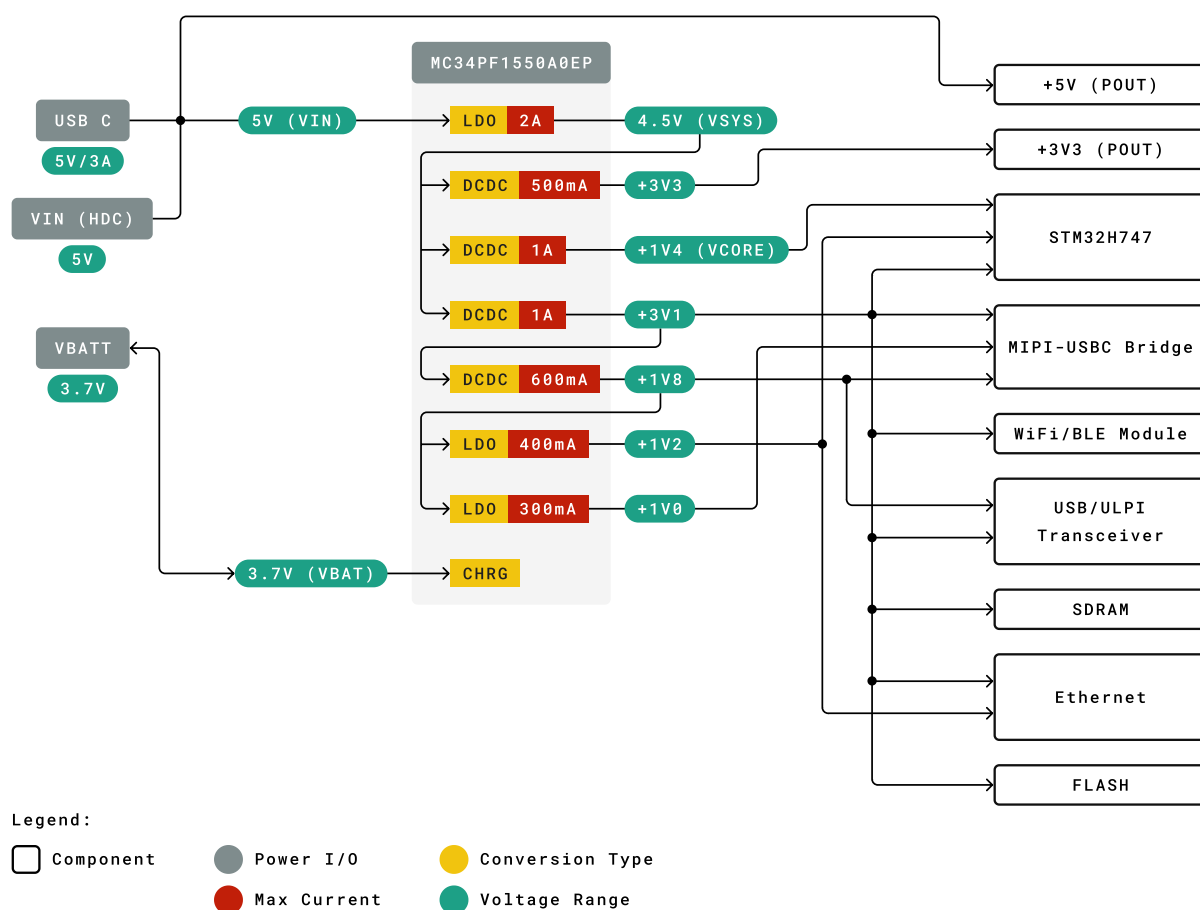 MC34PF1550A0EP
+5V (POUT)
USB C
5V (VIN)
LDO 2A
4.5V (VSYS)
5V/3A
+3V3 (POUT)
DCDC 500mA
+3V3
VIN (HDC)
5V
DCDC 1A
+1V4 (VCORE)
STM32H747
DCDC 1A
+3V1
VBATT
3.7V
MIPI-USBC Bridge
DCDC 600mA
+1V8
LDO 400mA
+1V2
WiFi/BLE Module
LDO 300mA
+1V0
USB/ULPI
Transceiver
3.7V (VBAT)
CHRG
SDRAM
Ethernet
FLASH
Legend:
Component
Power I/O
Conversion Type
Max Current
Voltage Range